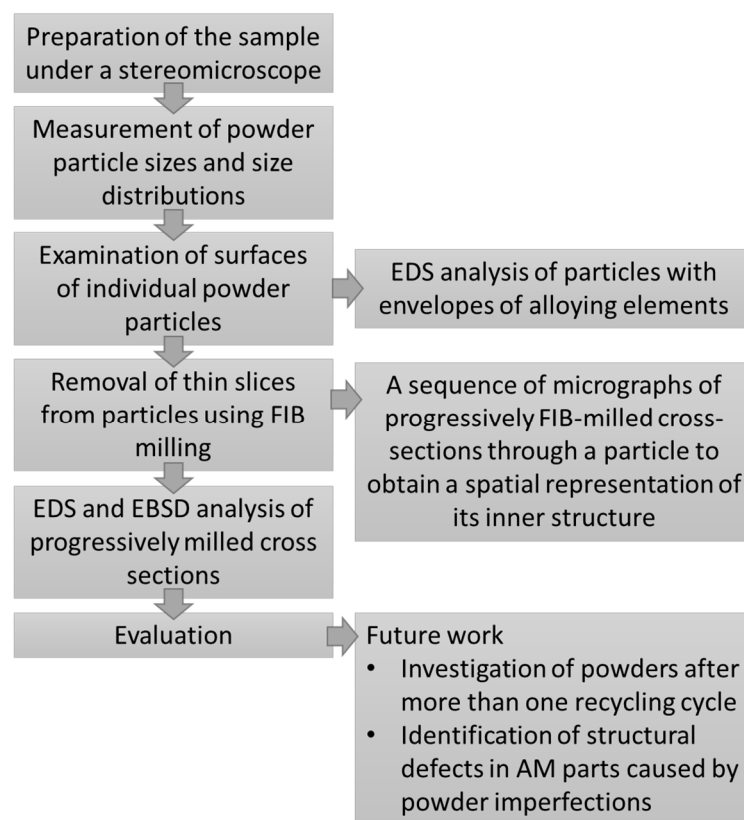 Preparation of the sample
under a stereomicroscope
Measurement of powder
particle sizes and size
distributions
Examination of surfaces
of individual powder
particles
EDS analysis of particles with
envelopes of alloying elements
Removal of thin slices
from particles using FIB
milling
A sequence of micrographs of
progressively FIB-milled cross-
sections through a particle to
obtain a spatial representation of
its inner structure
EDS and EBSD analysis of
progressively milled cross
sections
Evaluation
Future work
• Investigation of powders after
more than one recycling cycle
• Identification of structural
defects in AM parts caused by
powder imperfections